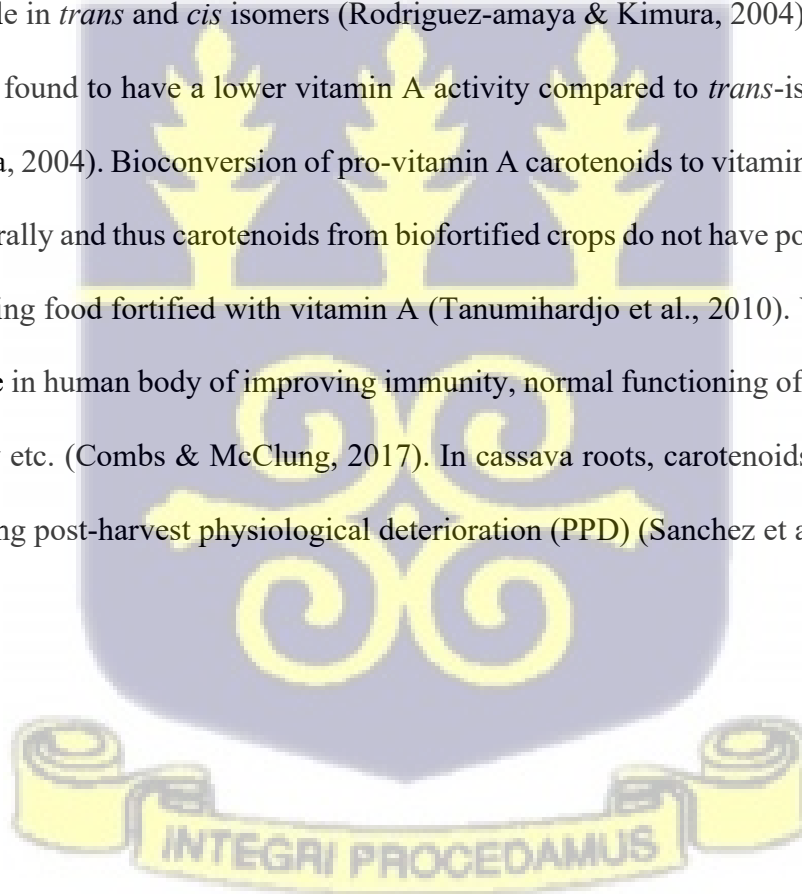 le in trans and cis isomers (Rodriguez-amaya & Kimura, 2004)
found to have a lower vitamin A activity compared to trans-is
a, 2004). Bioconversion of pro-vitamin A carotenoids to vitamin
rally and thus carotenoids from biofortified crops do not have po
ing food fortified with vitamin A (Tanumihardjo et al., 2010).
e in human body of improving immunity, normal functioning of
etc. (Combs & McClung, 2017). In cassava roots, carotenoids
ng post-harvest physiological deterioration (PPD) (Sanchez et a
INTEGRI PROCEDAMUS